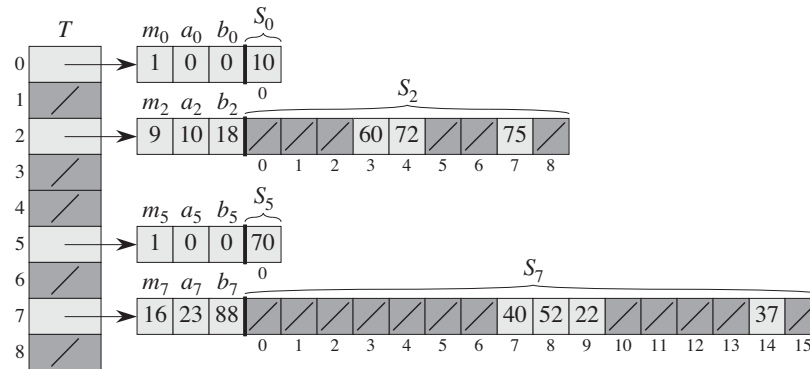 T m₀ a₀ b₀ S₀
0 1 0 0 10
0
1
m₂ a₂ b₂ S₂
2 9 10 18 60 72 75
0 1 2 3 4 5 6 7 8
3
4
m₅ a₅ b₅ S₅
5 1 0 0 70
0
6
m₇ a₇ b₇ S₇
7 16 23 88 40 52 22 37
0 1 2 3 4 5 6 7 8 9 10 11 12 13 14 15
8